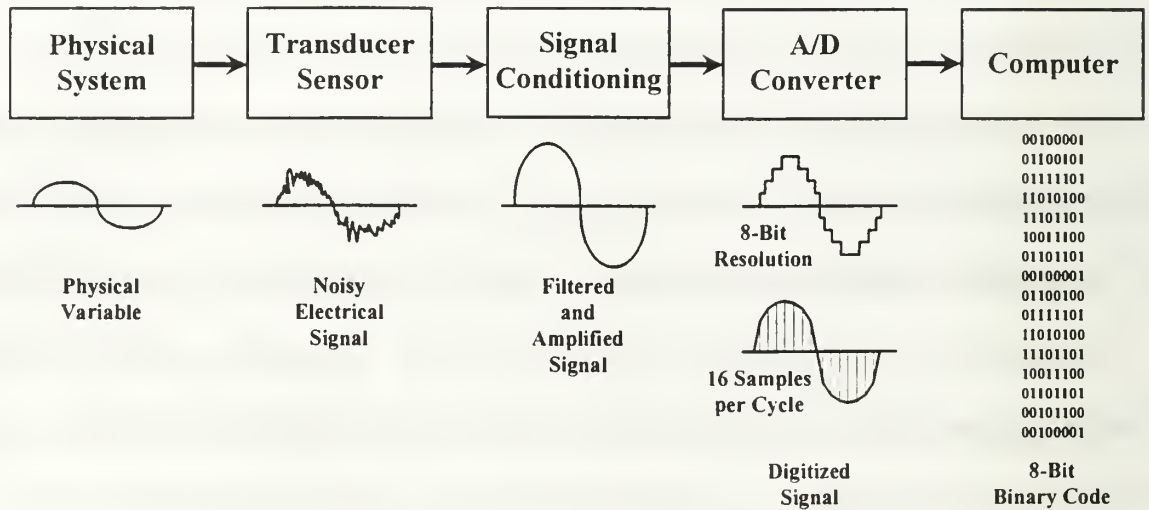 Physical
System
Transducer
Sensor
Signal
Conditioning
A/D
Converter
Computer
Physical
Variable
Noisy
Electrical
Signal
Filtered
and
Amplified
Signal
8-Bit
Resolution
16 Samples
per Cycle
Digitized
Signal
00100001
01100101
01111101
11010100
11101101
10011100
01101101
00100001
01100100
01111101
11010100
11101101
10011100
01101101
00101100
00100001
8-Bit
Binary Code